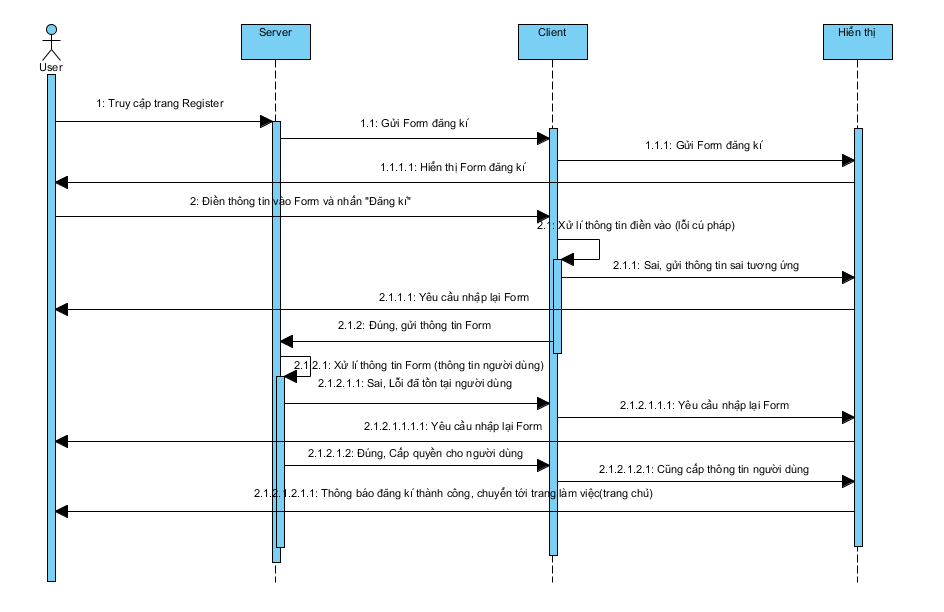 Server
Client
Hiển thị
User
1: Truy cập trang Register
1.1: Gửi Form đăng kí
1.1.1: Gửi Form đăng kí
1.1.1.1: Hiển thị Form đăng kí
2: Điền thông tin vào Form và nhấn "Đăng kí"
2.1: Xử lí thông tin điền vào (lỗi cú pháp)
2.1.1: Sai, gửi thông tin sai tương ứng
2.1.1.1: Yêu cầu nhập lại Form
2.1.2: Đúng, gửi thông tin Form
2.1.2.1: Xử lí thông tin Form (thông tin người dùng)
2.1.2.1.1: Sai, Lỗi đã tồn tại người dùng
2.1.2.1.1.1: Yêu cầu nhập lại Form
2.1.2.1.1.1.1: Yêu cầu nhập lại Form
2.1.2.1.2: Đúng, Cấp quyền cho người dùng
2.1.2.1.2.1: Cũng cấp thông tin người dùng
2.1.2.1.2.1.1: Thông báo đăng kí thành công, chuyển tới trang làm việc(trang chủ)